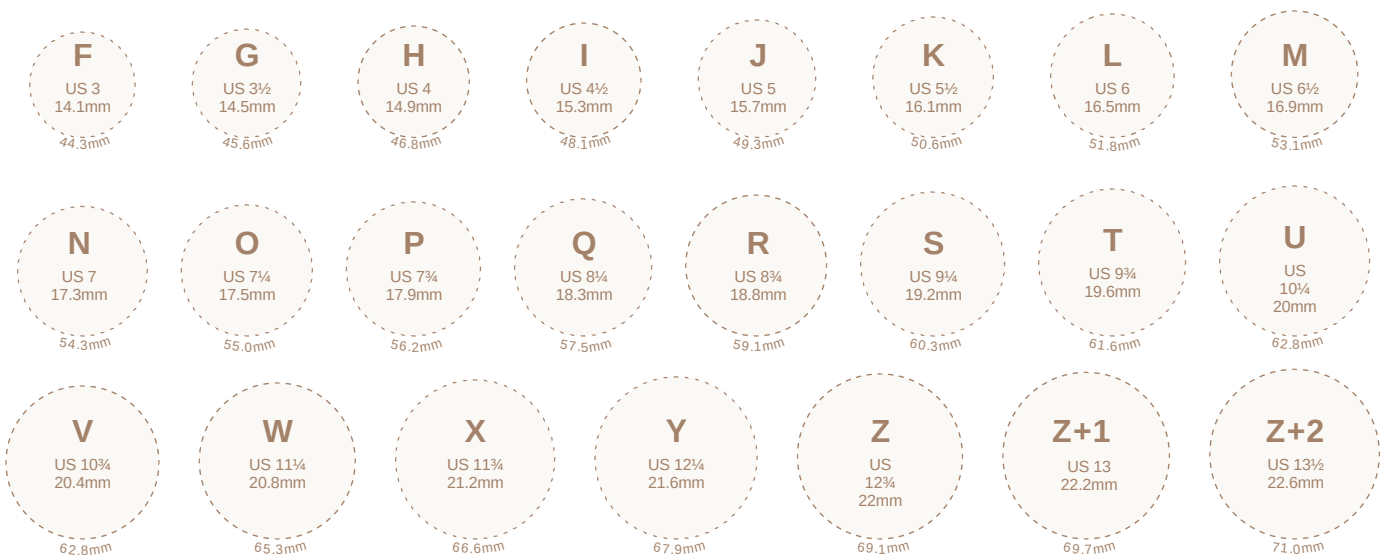 F
US 3
14.1mm
44.3mm
G
US 3½
14.5mm
45.6mm
H
US 4
14.9mm
46.8mm
I
US 4½
15.3mm
48.1mm
J
US 5
15.7mm
49.3mm
K
US 5½
16.1mm
50.6mm
L
US 6
16.5mm
51.8mm
M
US 6½
16.9mm
53.1mm
N
US 7
17.3mm
54.3mm
O
US 7¼
17.5mm
55.0mm
P
US 7¾
17.9mm
56.2mm
Q
US 8¼
18.3mm
57.5mm
R
US 8¾
18.8mm
59.1mm
S
US 9¼
19.2mm
60.3mm
T
US 9¾
19.6mm
61.6mm
U
US
10¼
20mm
62.8mm
V
US 10¾
20.4mm
62.8mm
W
US 11¼
20.8mm
65.3mm
X
US 11¾
21.2mm
66.6mm
Y
US 12¼
21.6mm
67.9mm
Z
US
12¾
22mm
69.1mm
Z+1
US 13
22.2mm
69.7mm
Z+2
US 13½
22.6mm
71.0mm